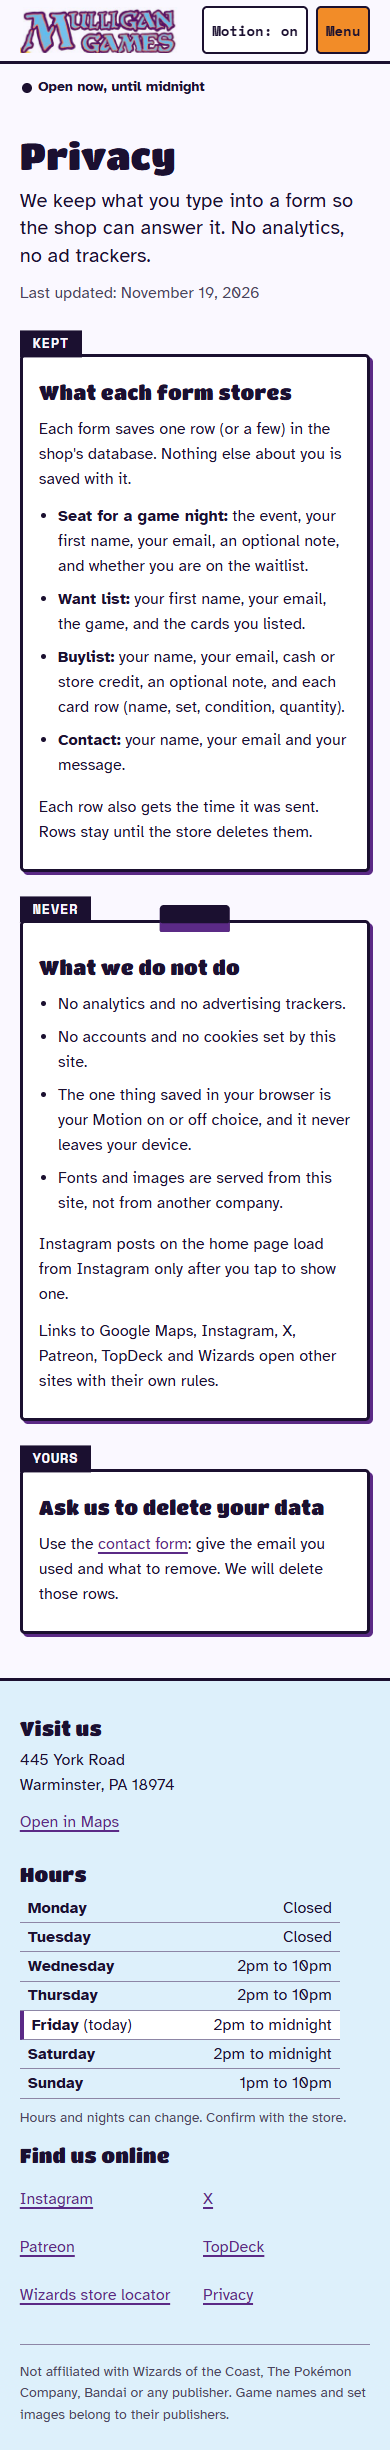 MULLIGAN
GAMES
Motion: on
Menu
Open now, until midnight
Privacy
We keep what you type into a form so
the shop can answer it. No analytics,
no ad trackers.
Last updated: November 19, 2026
KEPT
What each form stores
Each form saves one row (or a few) in the
shop's database. Nothing else about you is
saved with it.
• Seat for a game night: the event, your
first name, your email, an optional note,
and whether you are on the waitlist.
• Want list: your first name, your email,
the game, and the cards you listed.
• Buylist: your name, your email, cash or
store credit, an optional note, and each
card row (name, set, condition, quantity).
• Contact: your name, your email and your
message.
Each row also gets the time it was sent.
Rows stay until the store deletes them.
NEVER
What we do not do
• No analytics and no advertising trackers.
• No accounts and no cookies set by this
site.
• The one thing saved in your browser is
your Motion on or off choice, and it never
leaves your device.
• Fonts and images are served from this
site, not from another company.
Instagram posts on the home page load
from Instagram only after you tap to show
one.
Links to Google Maps, Instagram, X,
Patreon, TopDeck and Wizards open other
sites with their own rules.
YOURS
Ask us to delete your data
Use the contact form: give the email you
used and what to remove. We will delete
those rows.
Visit us
445 York Road
Warminster, PA 18974
Open in Maps
Hours
Monday Closed
Tuesday Closed
Wednesday 2pm to 10pm
Thursday 2pm to 10pm
Friday (today) 2pm to midnight
Saturday 2pm to midnight
Sunday 1pm to 10pm
Hours and nights can change. Confirm with the store.
Find us online
Instagram X
Patreon TopDeck
Wizards store locator Privacy
Not affiliated with Wizards of the Coast, The Pokémon
Company, Bandai or any publisher. Game names and set
images belong to their publishers.